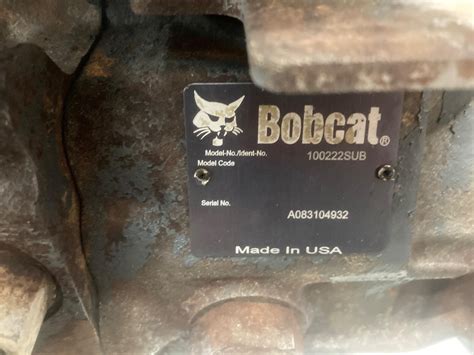 Bobcat®
Model-No./Ident-No.
Model Code
100222SUB
Serial No.
A083104932
Made In USA